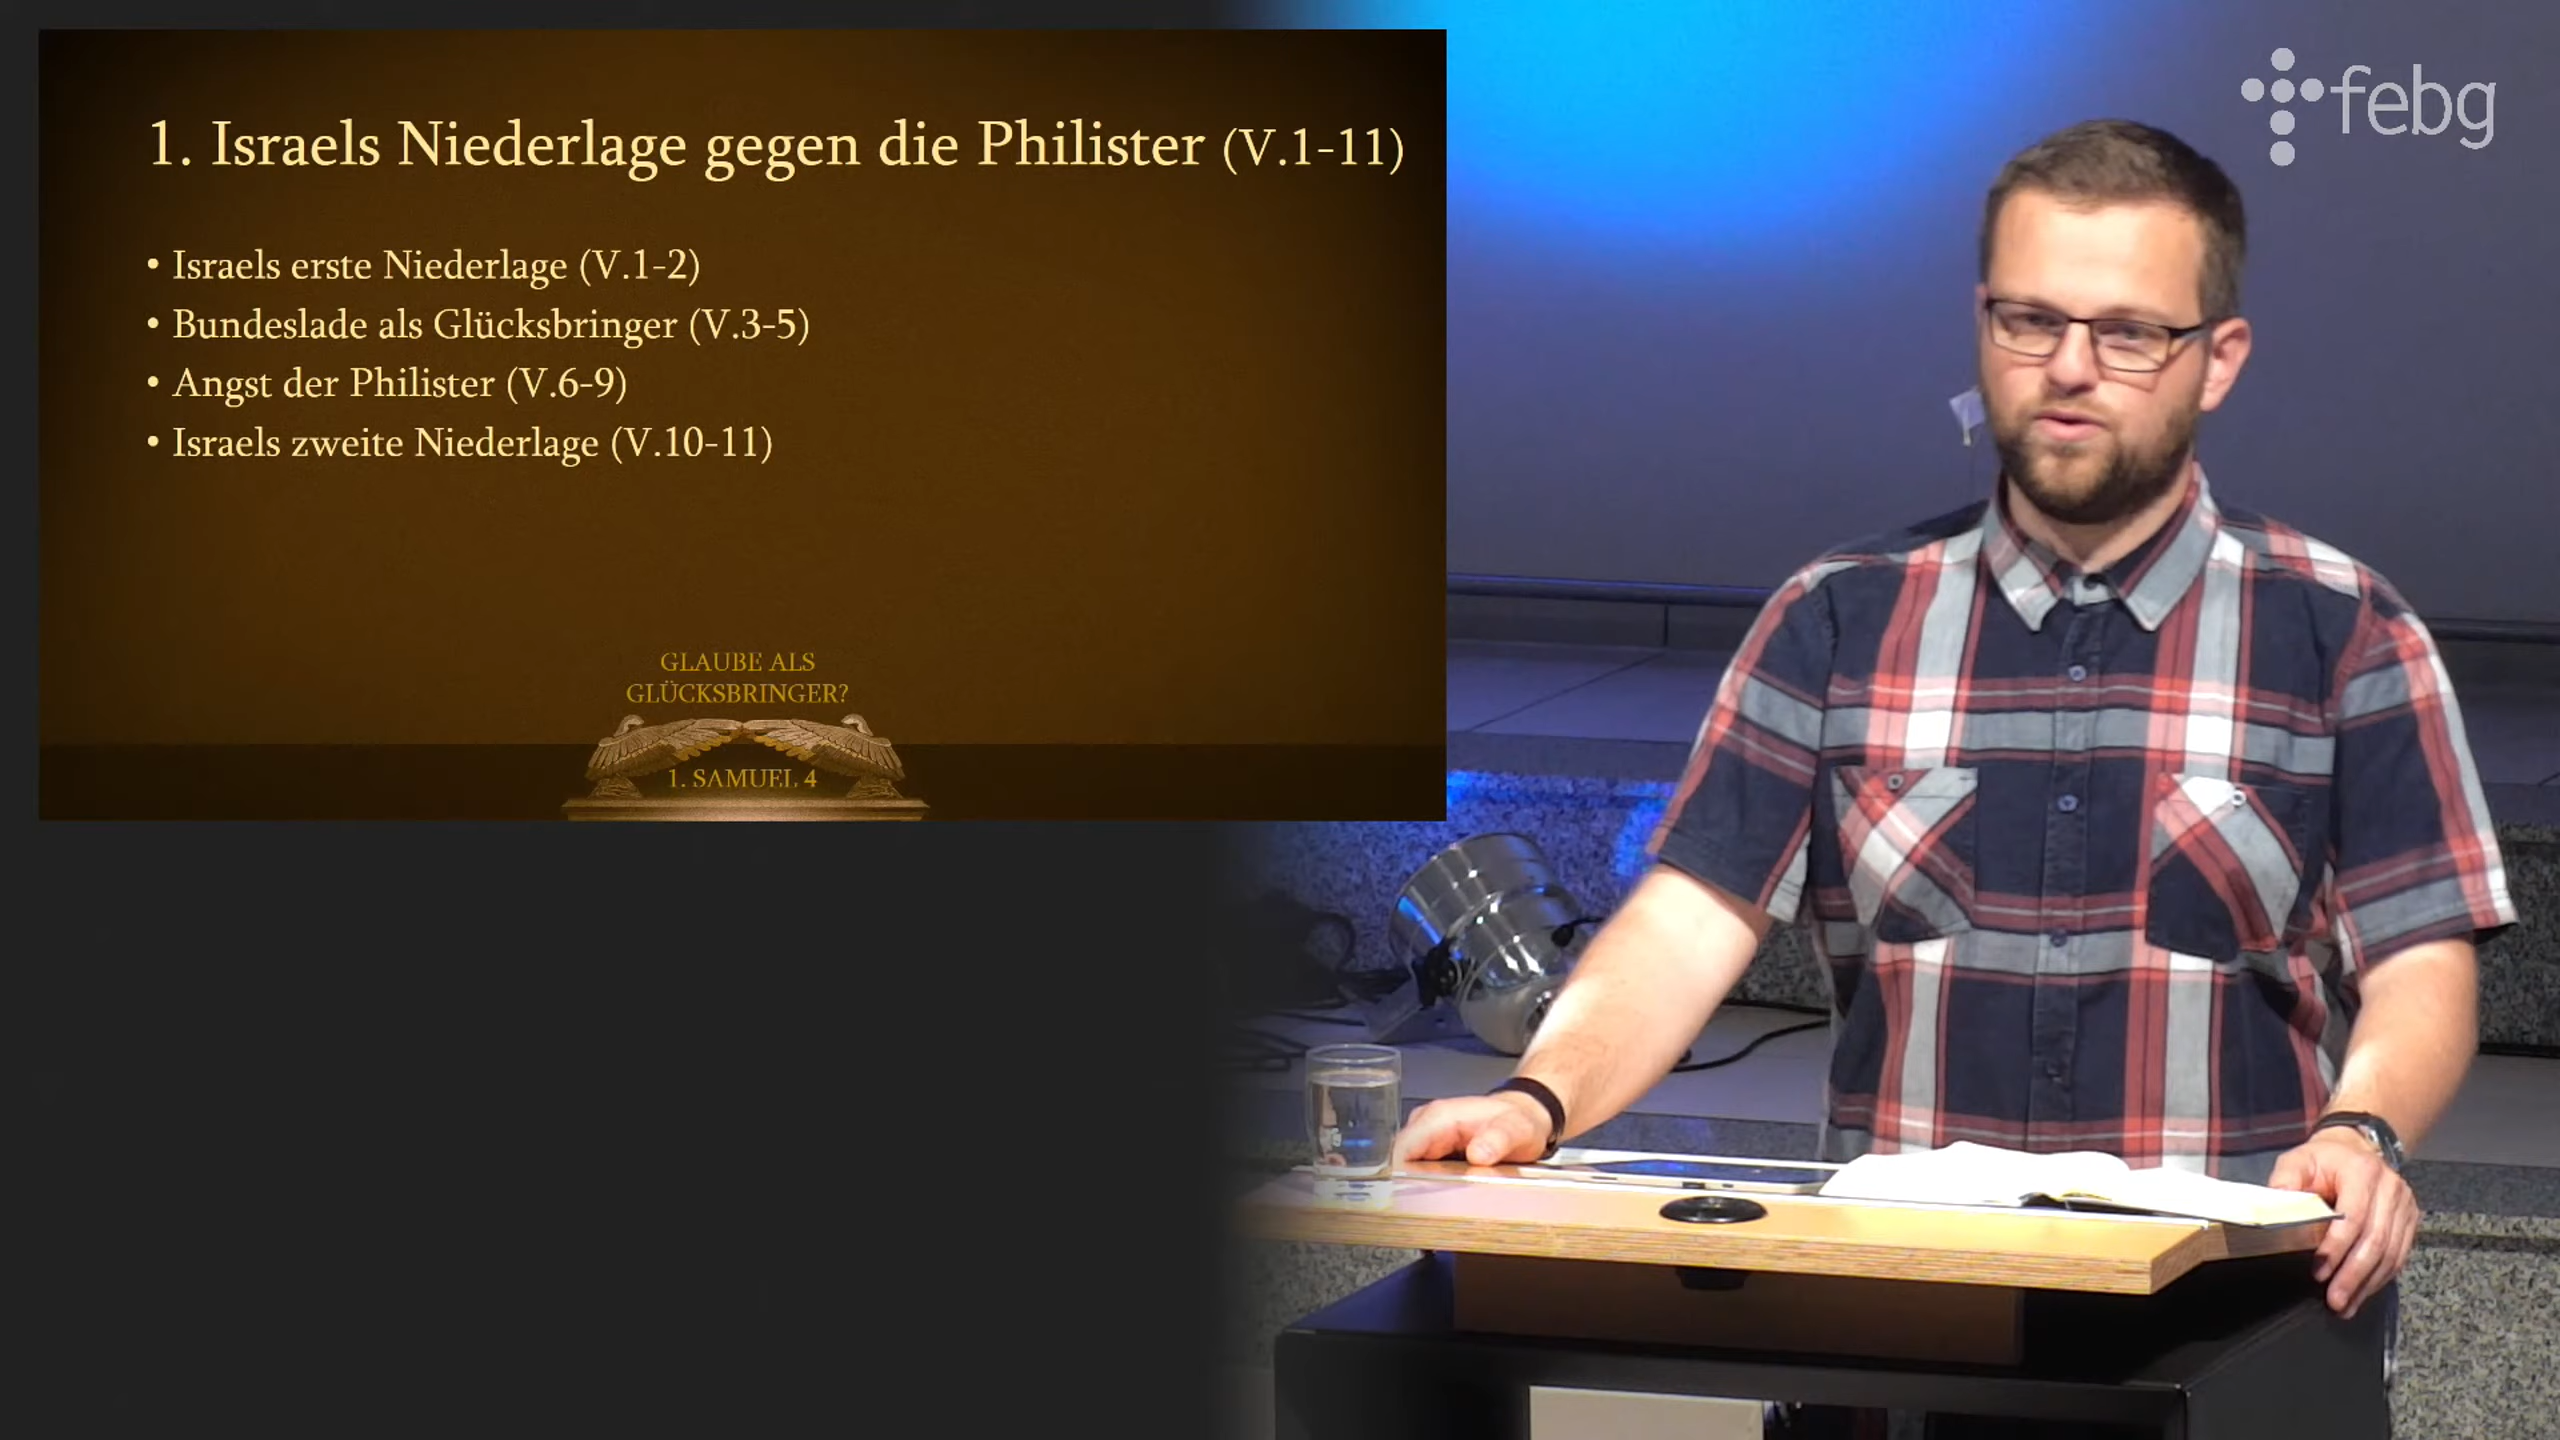 1. Israels Niederlage gegen die Philister (V.1-11)
• Israels erste Niederlage (V.1-2)
• Bundeslade als Glücksbringer (V.3-5)
• Angst der Philister (V.6-9)
• Israels zweite Niederlage (V.10-11)
GLAUBE ALS
GLÜCKSBRINGER?
1. SAMUEL 4
febg